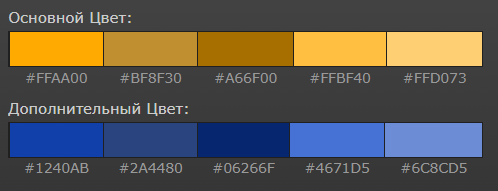 Основной Цвет:
#FFAA00 #BF8F30 #A66F00 #FFBF40 #FFD073
Дополнительный Цвет:
#1240AB #2A4480 #06266F #4671D5 #6C8CD5